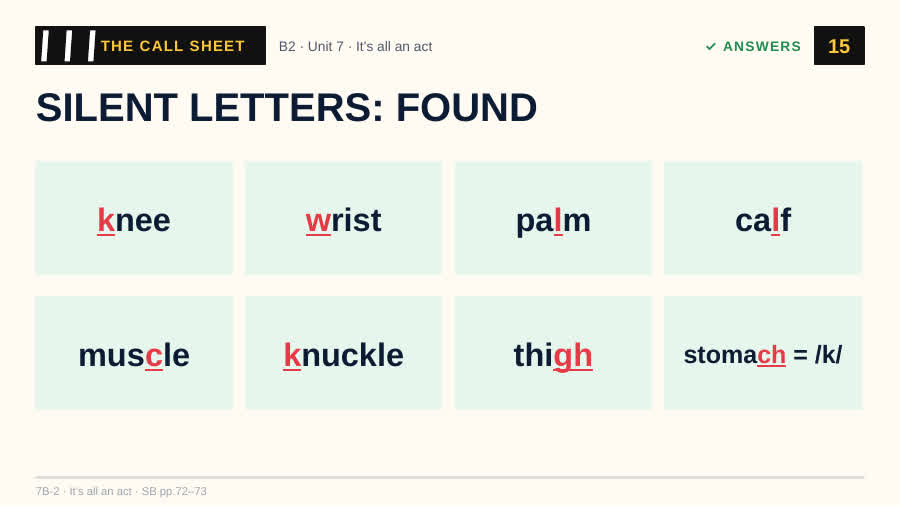 THE CALL SHEET
B2 · Unit 7 · It's all an act
✓ ANSWERS
15
SILENT LETTERS: FOUND
knee
wrist
palm
calf
muscle
knuckle
thigh
stomach = /k/
7B-2 · It's all an act · SB pp.72–73